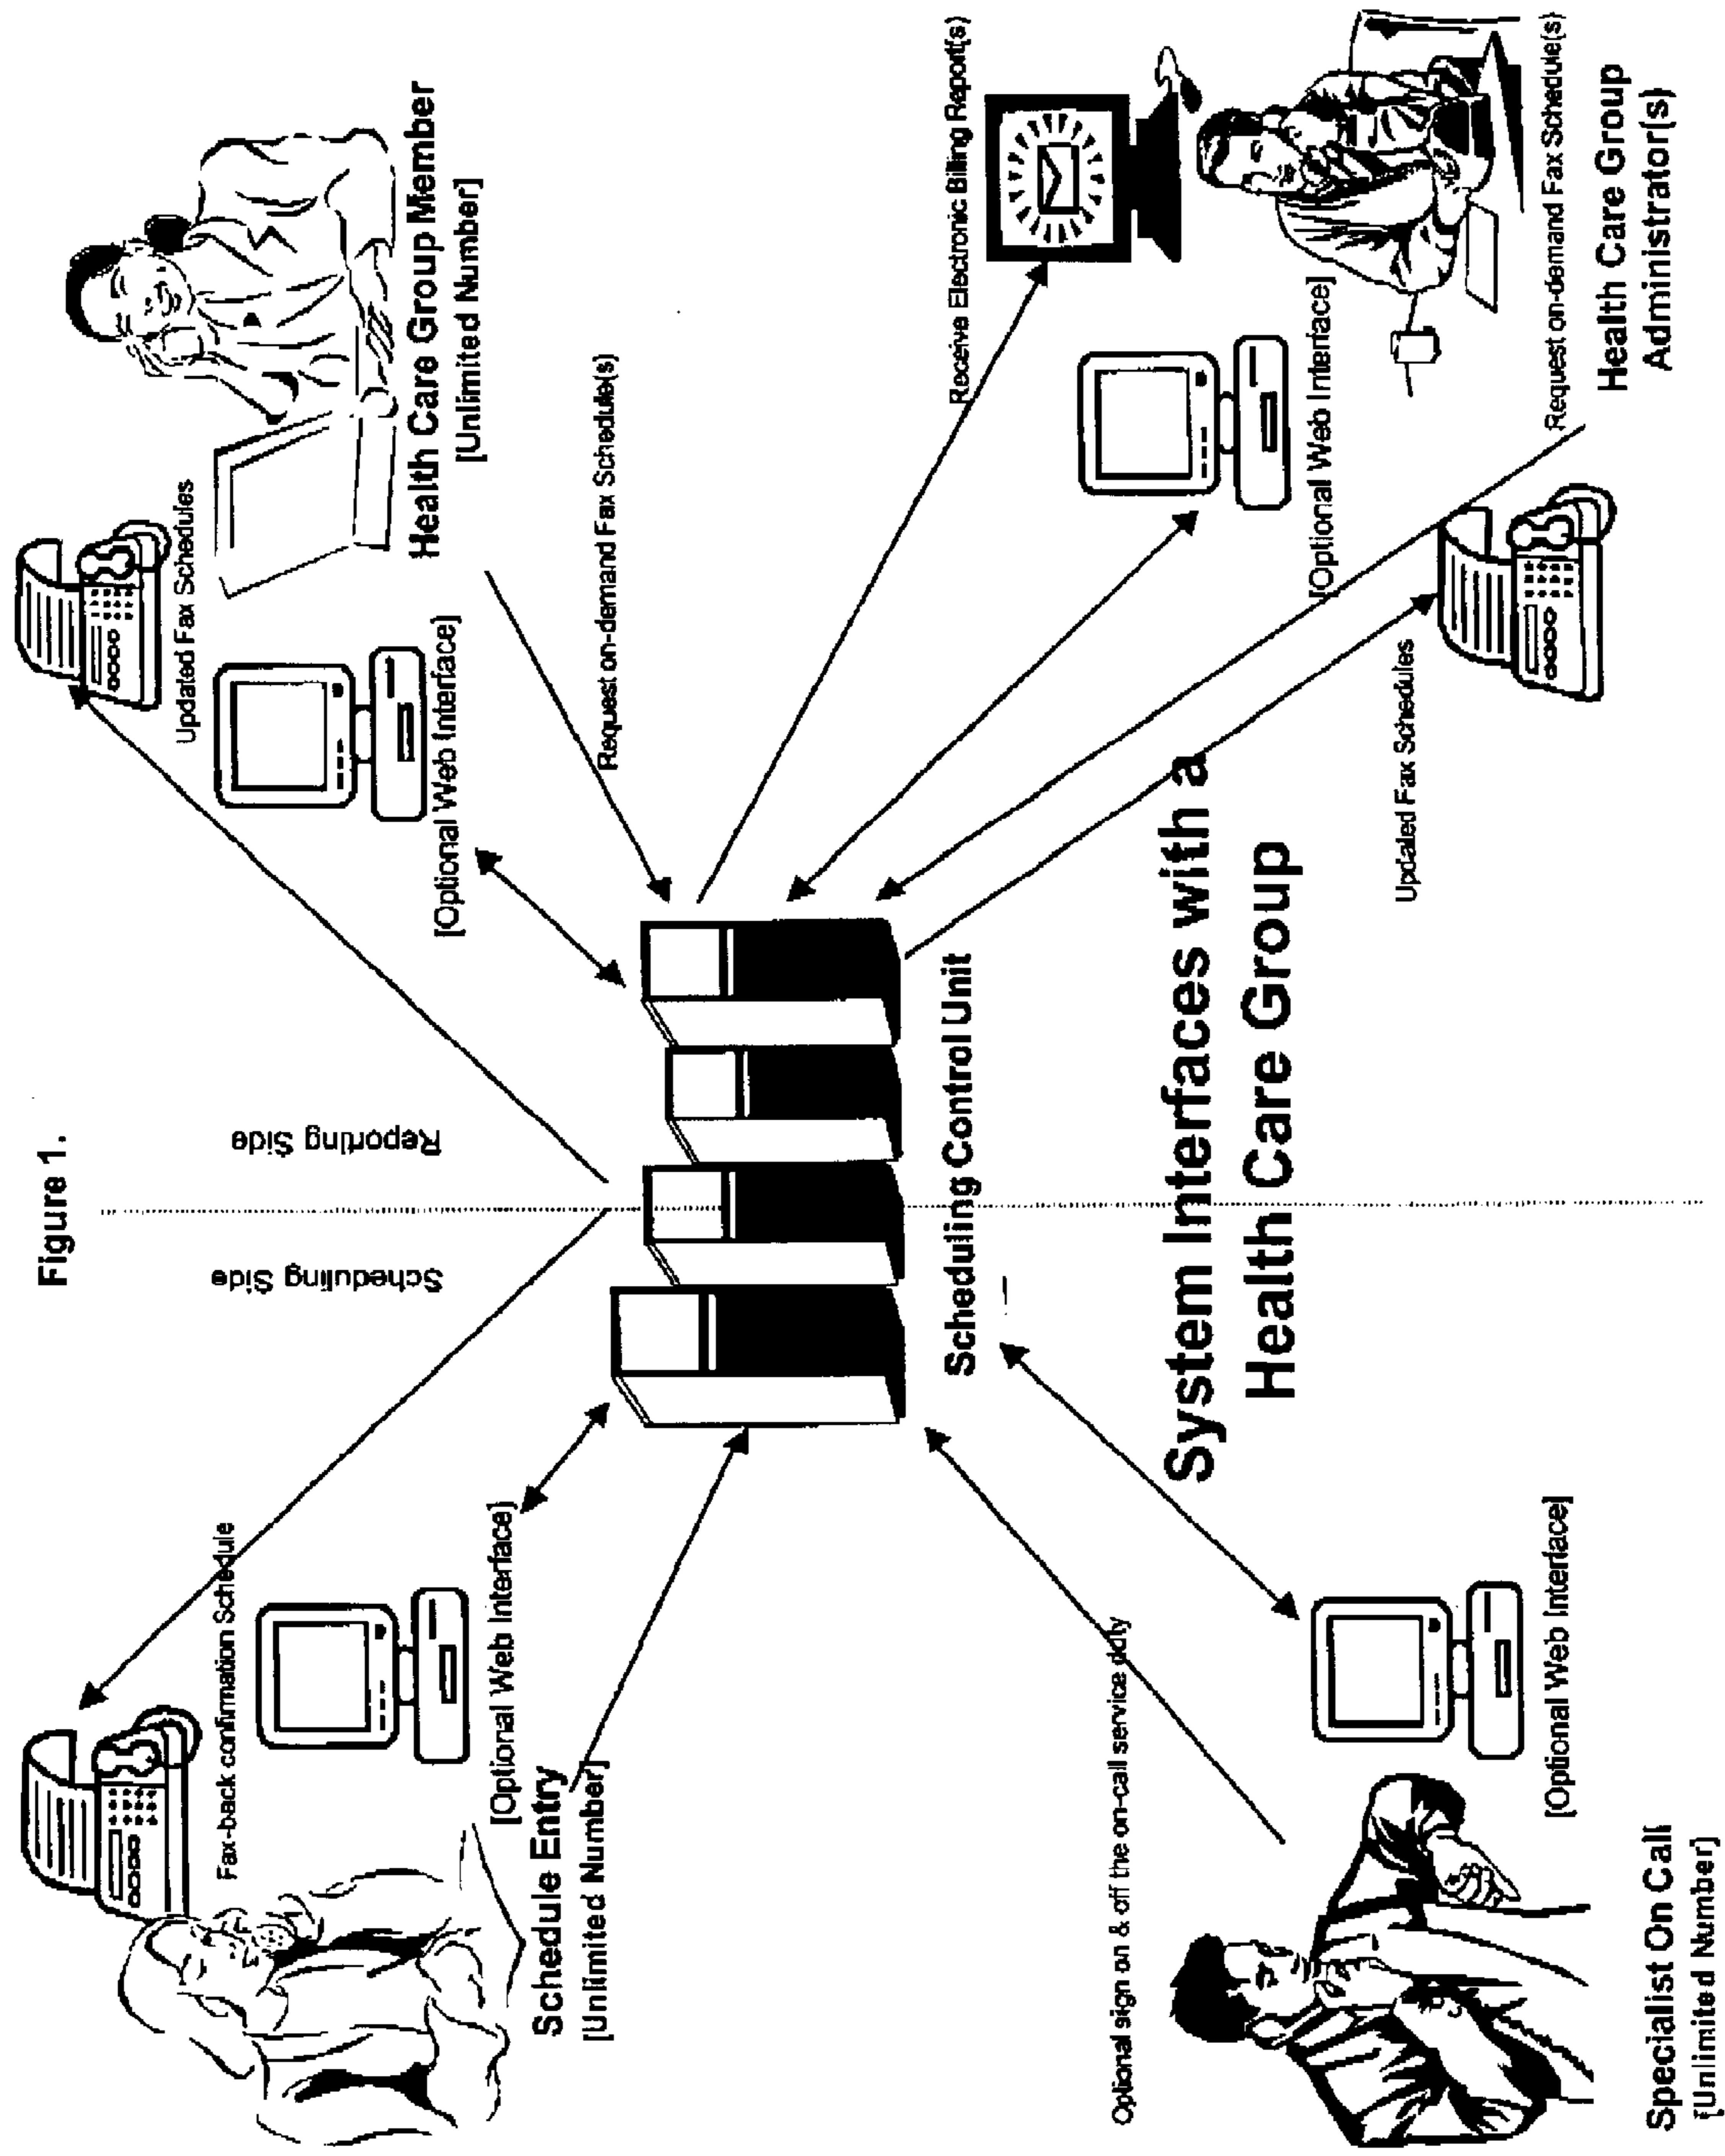 Figure 1.
Scheduling Side
Reporting Side
Fax-back confirmation Schedule
[Optional Web Interface]
Schedule Entry
[Unlimited Number]
Updated Fax Schedules
[Optional Web Interface]
Health Care Group Member
[Unlimited Number]
Request on-demand Fax Schedule(s)
Scheduling Control Unit
Receive Electronic Billing Report(s)
[Optional Web Interface]
Optional sign on & off the on-call service duty
System Interfaces with a
Health Care Group
Updated Fax Schedules
Request on-demand Fax Schedule(s)
Health Care Group
Administrator(s)
[Optional Web Interface]
Specialist On Call
[Unlimited Number]